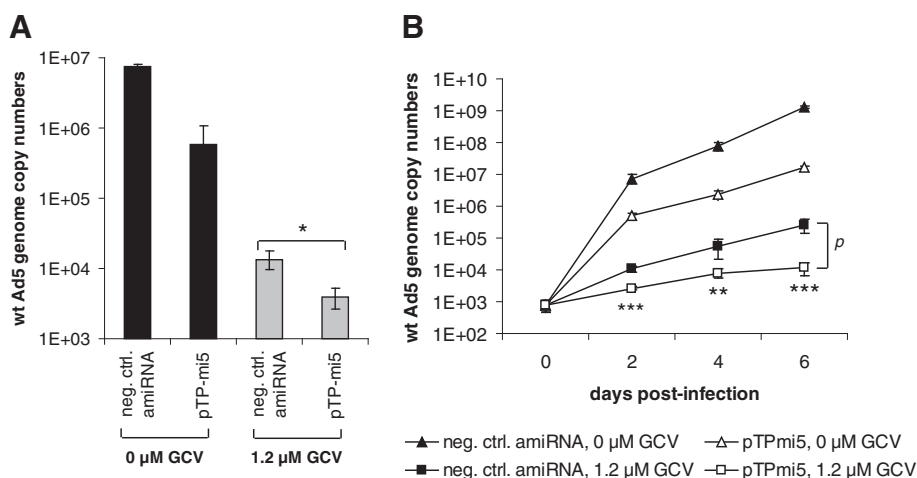 A
wt Ad5 genome copy numbers
1E+07
1E+06
1E+05
1E+04
1E+03
*
neg. ctrl.
amiRNA
pTP-mi5
neg. ctrl.
amiRNA
pTP-mi5
0 µM GCV
1.2 µM GCV
B
wt Ad5 genome copy numbers
1E+10
1E+09
1E+08
1E+07
1E+06
1E+05
1E+04
1E+03
1E+02
p
***
**
***
0
2
4
6
days post-infection
neg. ctrl. amiRNA, 0 µM GCV
pTPmi5, 0 µM GCV
neg. ctrl. amiRNA, 1.2 µM GCV
pTPmi5, 1.2 µM GCV